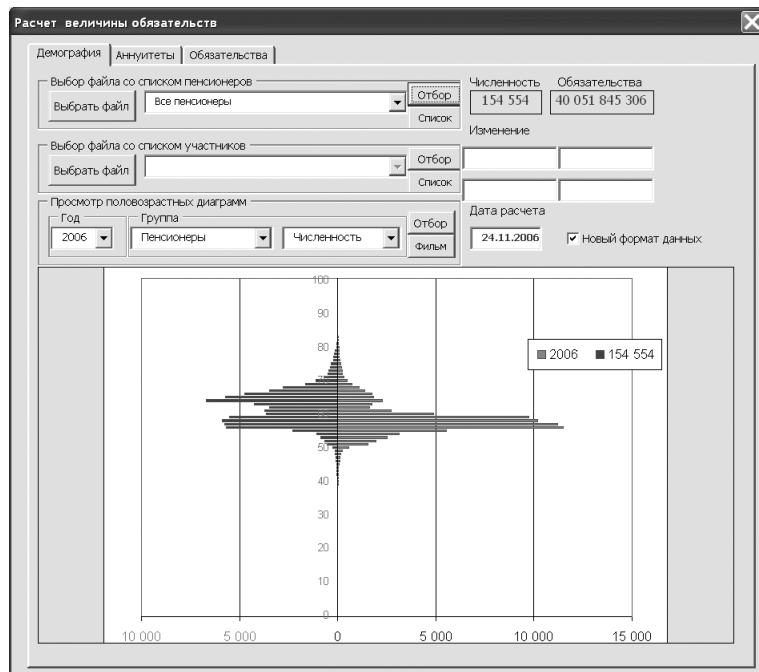 Расчет величины обязательств
Демография Аннуитеты Обязательства
Выбор файла со списком пенсионеров
Выбрать файл Все пенсионеры Отбор
Список
Численность Обязательства
154 554 40 051 845 306
Изменение
Выбор файла со списком участников
Выбрать файл Отбор
Список
Просмотр половозрастных диаграмм
Год Группа
2006 Пенсионеры Численность Отбор
Фильм
Дата расчета
24.11.2006 Новый формат данных
100
90
80
2006 154 554
70
60
50
40
30
20
10
0
10 000 5 000 0 5 000 10 000 15 000